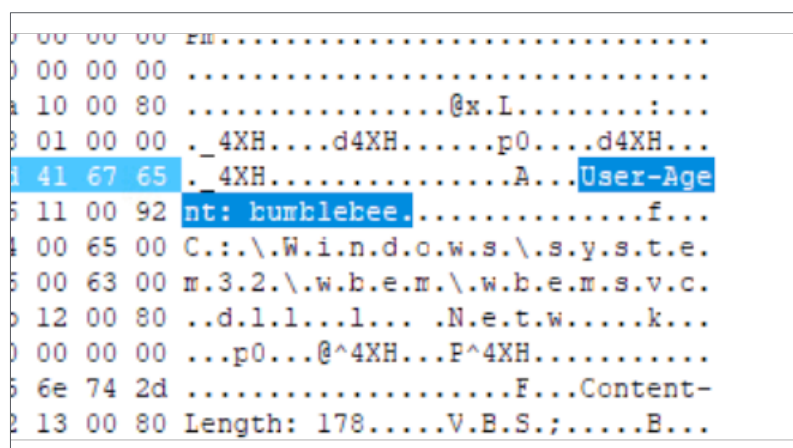 00 00 00 Pm..............................
00 00 00 ................................
10 00 80 ................@x.L........:...
01 00 00 ._4XH....d4XH......p0....d4XH...
41 67 65 ._4XH...............A...User-Age
11 00 92 nt: bumblebee...............f...
00 65 00 C.:.\.W.i.n.d.o.w.s.\.s.y.s.t.e.
00 63 00 m.3.2.\.w.b.e.m.\.w.b.e.m.s.v.c.
12 00 80 ..d.l.l...l... .N.e.t.w.....k...
00 00 00 ...p0...@^4XH...P^4XH...........
6e 74 2d ....................F...Content-
13 00 80 Length: 178.....V.B.S.;.....B...